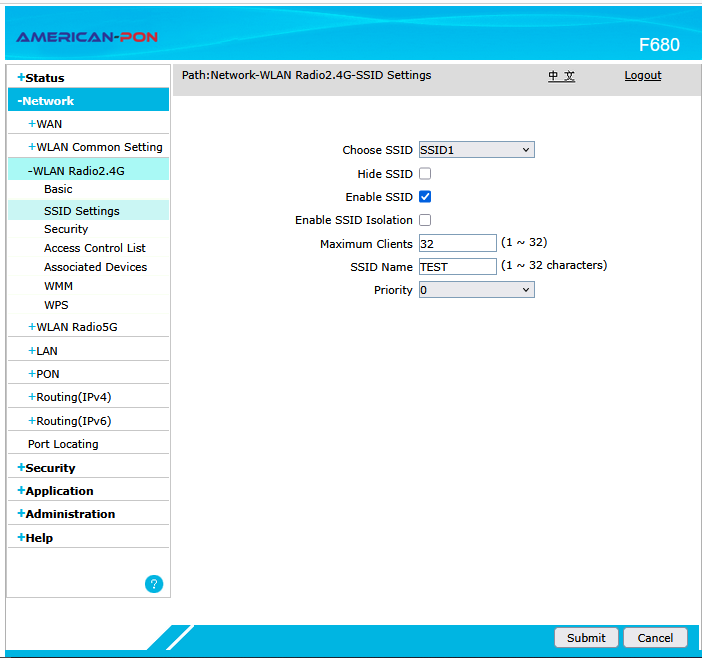 AMERICAN-PON
F680
+Status
Path:Network-WLAN Radio2.4G-SSID Settings
中 文
Logout
-Network
+WAN
+WLAN Common Setting
-WLAN Radio2.4G
Basic
SSID Settings
Security
Access Control List
Associated Devices
WMM
WPS
+WLAN Radio5G
+LAN
+PON
+Routing(IPv4)
+Routing(IPv6)
Port Locating
+Security
+Application
+Administration
+Help
?
Choose SSID SSID1
Hide SSID
Enable SSID
Enable SSID Isolation
Maximum Clients 32 (1 ~ 32)
SSID Name TEST (1 ~ 32 characters)
Priority 0
Submit Cancel